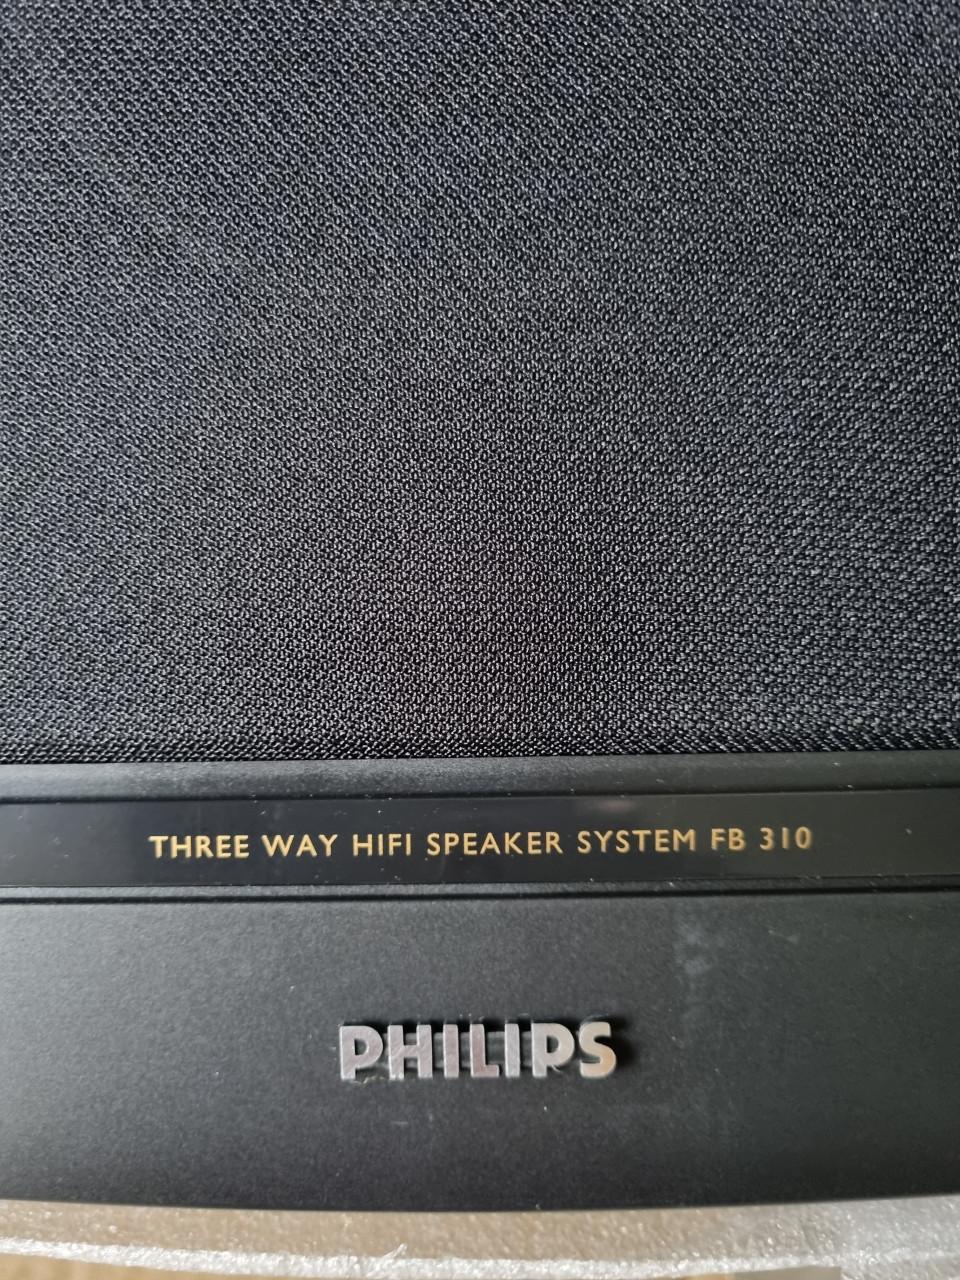 THREE WAY HIFI SPEAKER SYSTEM FB 310
PHILIPS